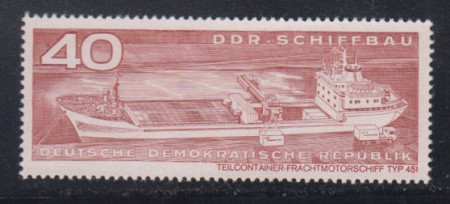 40
DDR-SCHIFFBAU
DEUTSCHE DEMOKRATISCHE REPUBLIK
TEILCONTAINER-FRACHTMOTORSCHIFF TYP 451